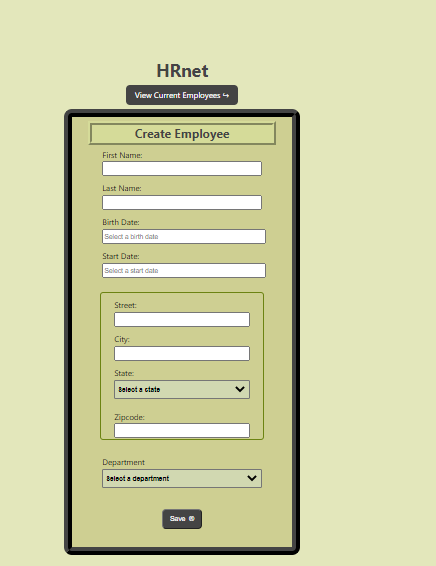 HRnet
View Current Employees ↪
Create Employee
First Name:
Last Name:
Birth Date:
Select a birth date
Start Date:
Select a start date
Street:
City:
State:
Select a state
Zipcode:
Department
Select a department
Save